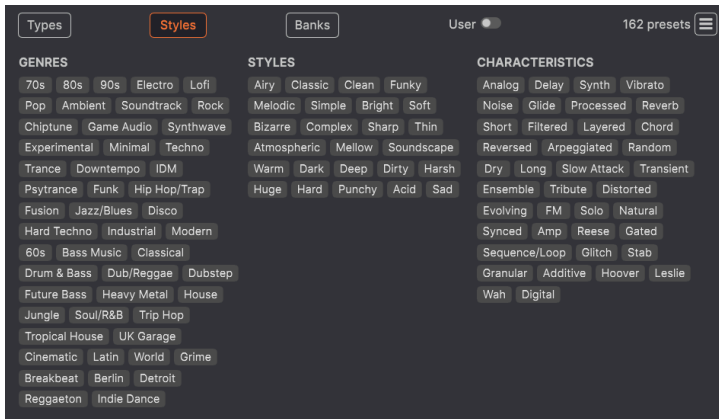 Types Styles Banks User 162 presets
GENRES
70s 80s 90s Electro Lofi
Pop Ambient Soundtrack Rock
Chiptune Game Audio Synthwave
Experimental Minimal Techno
Trance Downtempo IDM
Psytrance Funk Hip Hop/Trap
Fusion Jazz/Blues Disco
Hard Techno Industrial Modern
60s Bass Music Classical
Drum & Bass Dub/Reggae Dubstep
Future Bass Heavy Metal House
Jungle Soul/R&B Trip Hop
Tropical House UK Garage
Cinematic Latin World Grime
Breakbeat Berlin Detroit
Reggaeton Indie Dance
STYLES
Airy Classic Clean Funky
Melodic Simple Bright Soft
Bizarre Complex Sharp Thin
Atmospheric Mellow Soundscape
Warm Dark Deep Dirty Harsh
Huge Hard Punchy Acid Sad
CHARACTERISTICS
Analog Delay Synth Vibrato
Noise Glide Processed Reverb
Short Filtered Layered Chord
Reversed Arpeggiated Random
Dry Long Slow Attack Transient
Ensemble Tribute Distorted
Evolving FM Solo Natural
Synced Amp Reese Gated
Sequence/Loop Glitch Stab
Granular Additive Hoover Leslie
Wah Digital